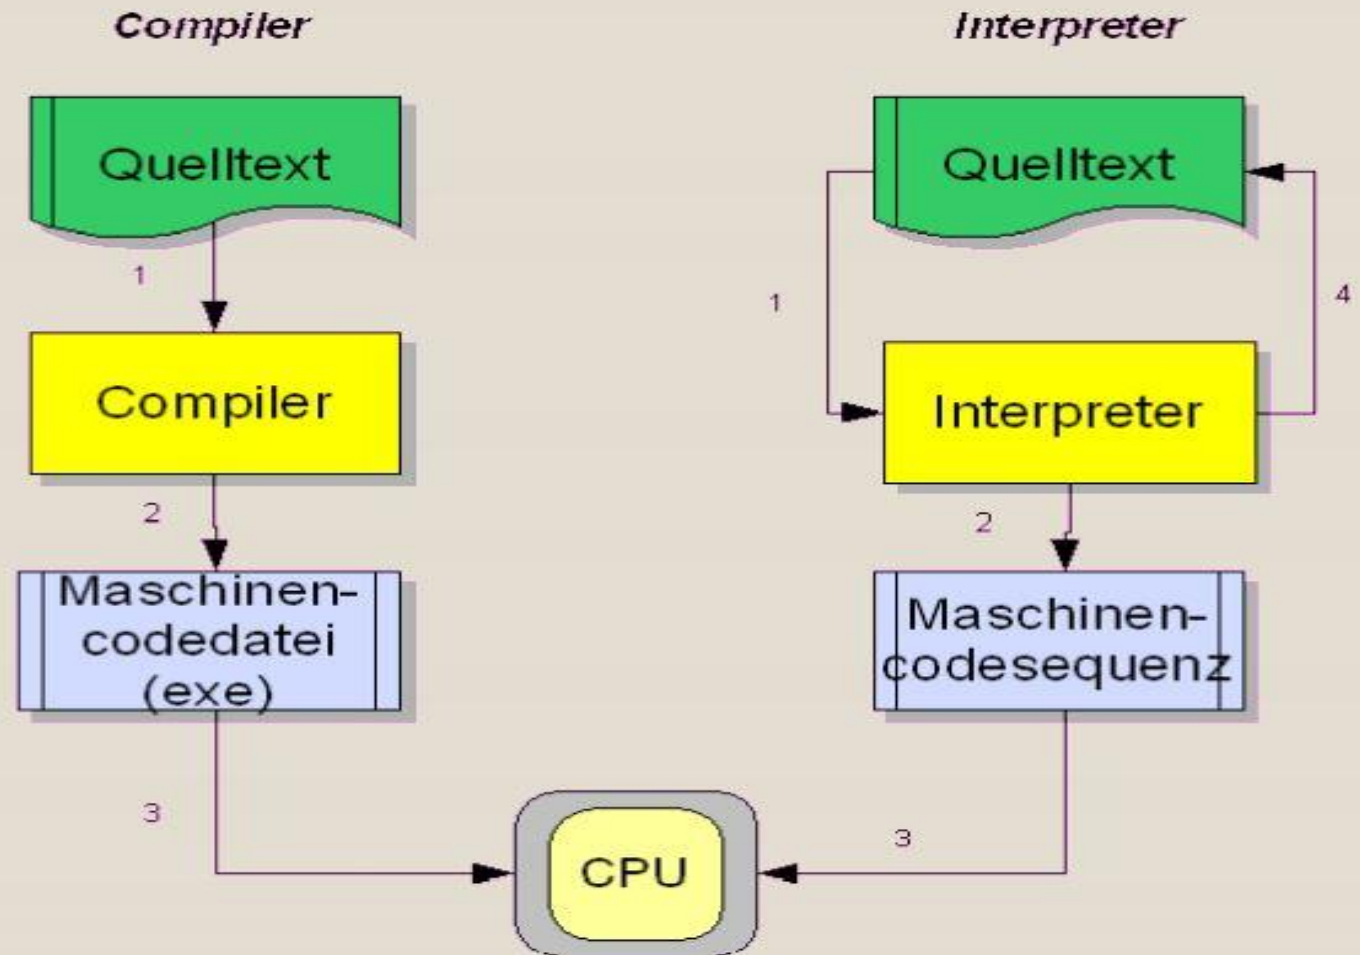 Compiler
Interpreter
Quelltext
Quelltext
1
1
4
Compiler
Interpreter
2
2
Maschinen-
codedatei
(exe)
Maschinen-
codesequenz
3
3
CPU